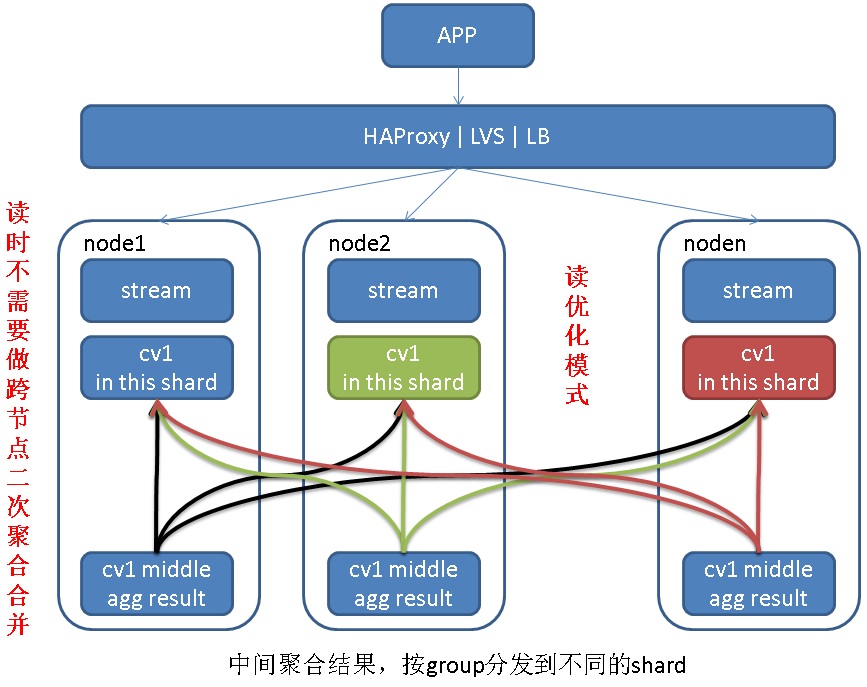 APP
HAProxy | LVS | LB
读时不需要做跨节点二次聚合合并
node1
stream
cv1
in this shard
cv1 middle
agg result
node2
stream
cv1
in this shard
cv1 middle
agg result
读优化模式
noden
stream
cv1
in this shard
cv1 middle
agg result
中间聚合结果，按group分发到不同的shard